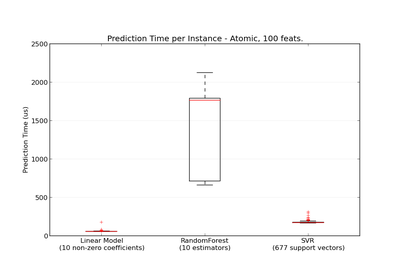 Prediction Time per Instance - Atomic, 100 feats.
2500
2000
1500
1000
500
0
Prediction Time (us)
Linear Model
(10 non-zero coefficients)
RandomForest
(10 estimators)
SVR
(677 support vectors)